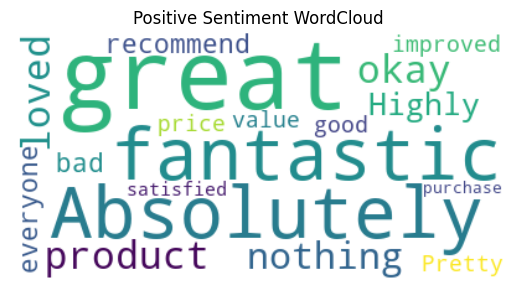 Positive Sentiment WordCloud
loved
recommend
improved
great
okay
Highly
price
value
good
fantastic
everyone
bad
satisfied
purchase
Absolutely
product
nothing
Pretty